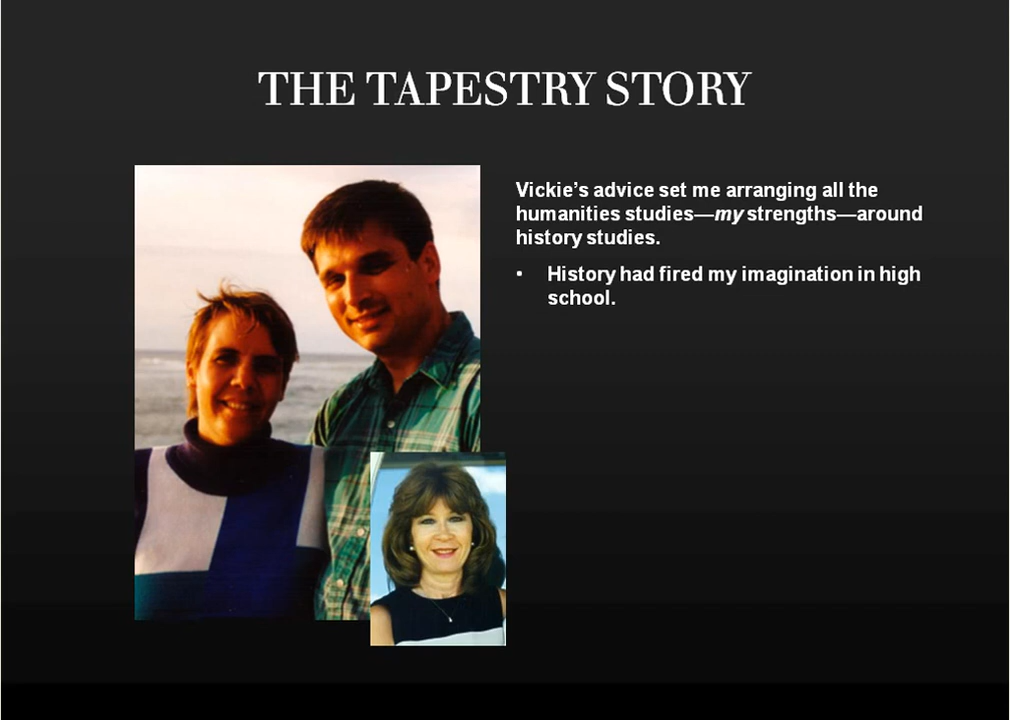 THE TAPESTRY STORY
Vickie’s advice set me arranging all the
humanities studies—my strengths—around
history studies.
▪ History had fired my imagination in high
school.